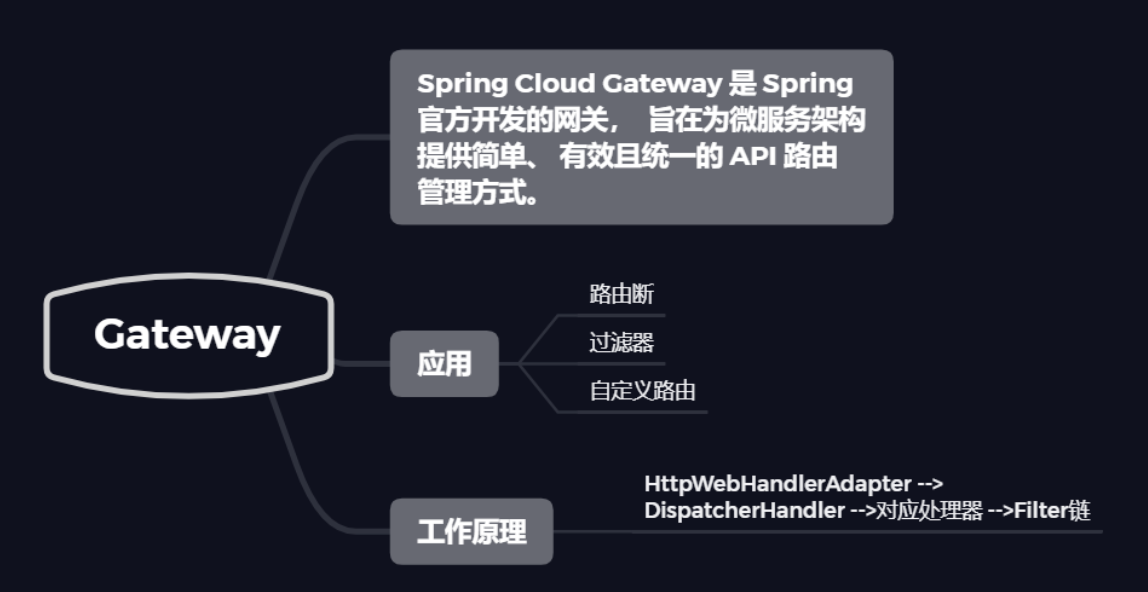 Spring Cloud Gateway 是 Spring
官方开发的网关， 旨在为微服务架构
提供简单、 有效且统一的 API 路由
管理方式。
Gateway
应用
路由断
过滤器
自定义路由
工作原理
HttpWebHandlerAdapter -->
DispatcherHandler -->对应处理器 -->Filter链